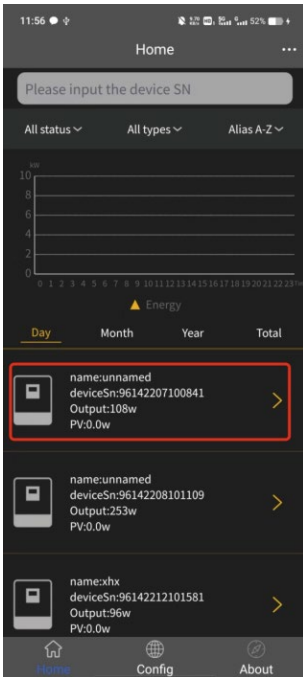 11:56
52%
Home
Please input the device SN
All status All types Alias A-Z
kW
10
8
6
4
2
0
0 1 2 3 4 5 6 7 8 9 10 11 12 13 14 15 16 17 18 19 20 21 22 23
Energy
Day Month Year Total
name:unnamed
deviceSn:96142207100841
Output:108w
PV:0.0w
name:unnamed
deviceSn:96142208101109
Output:253w
PV:0.0w
name:xhx
deviceSn:96142212101581
Output:96w
PV:0.0w
Home Config About